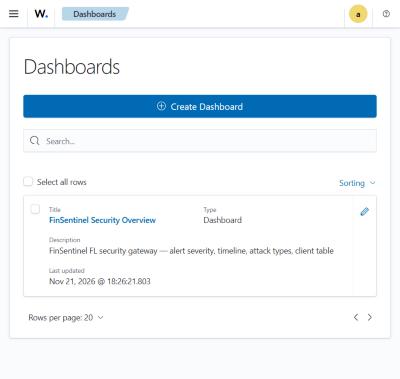 W. Dashboards a
Dashboards
Create Dashboard
Search...
Select all rows Sorting
Title Type
FinSentinel Security Overview Dashboard
Description
FinSentinel FL security gateway — alert severity, timeline, attack types, client table
Last updated
Nov 21, 2026 @ 18:26:21.803
Rows per page: 20